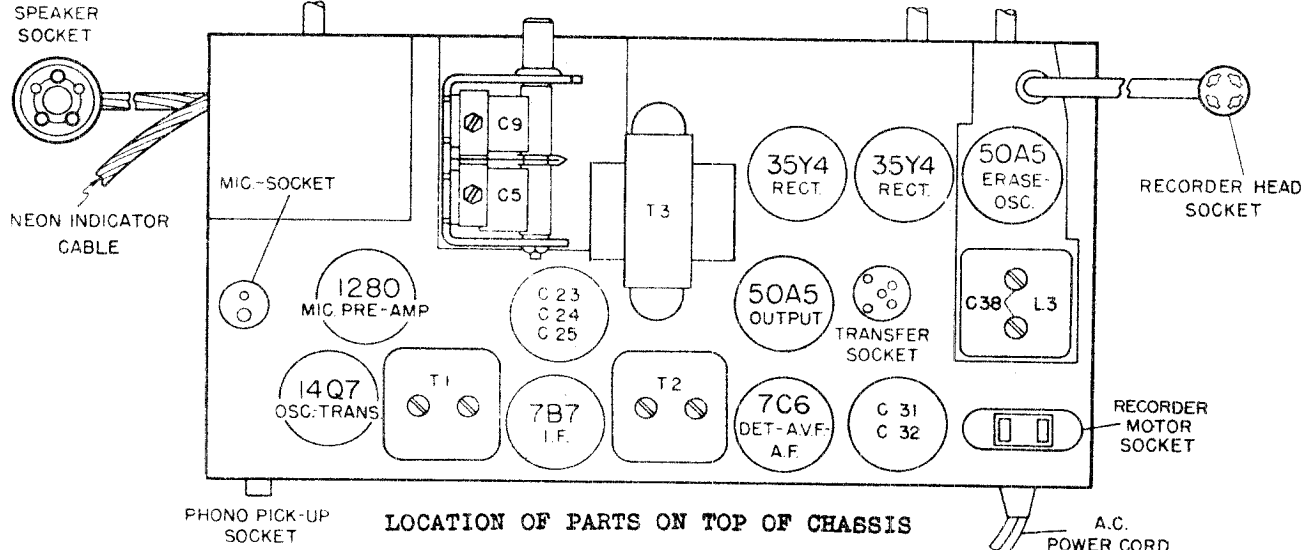 SPEAKER
SOCKET
NEON INDICATOR
CABLE
MIC.-SOCKET
C9
C5
T3
35Y4
RECT.
35Y4
RECT.
50A5
ERASE-
OSC.
RECORDER HEAD
SOCKET
1280
MIC. PRE-AMP
C 23
C 24
C 25
50A5
OUTPUT
TRANSFER
SOCKET
C38
L3
14Q7
OSC.-TRANS.
T1
7B7
I.F.
T2
7C6
DET-A.V.F.-
A.F.
C 31
C 32
RECORDER
MOTOR
SOCKET
PHONO PICK-UP
SOCKET
LOCATION OF PARTS ON TOP OF CHASSIS
A.C.
POWER CORD